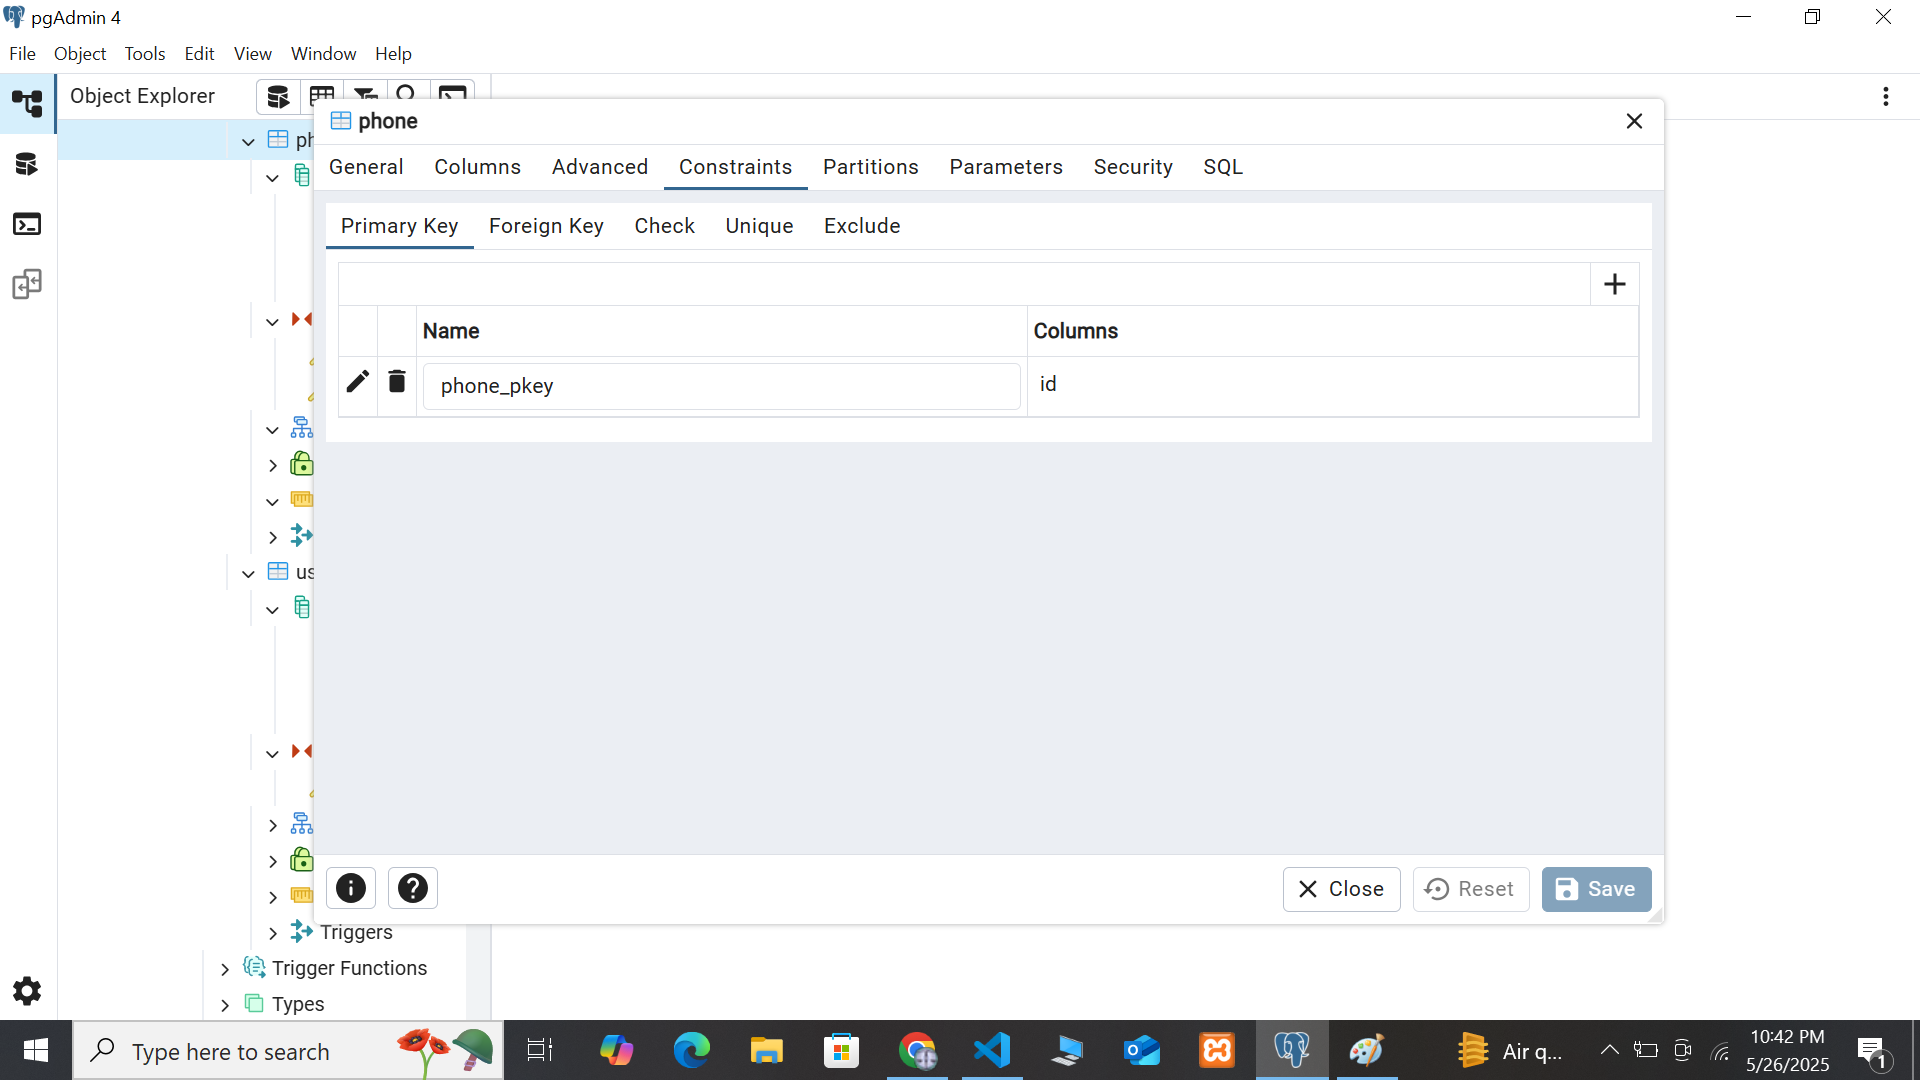 pgAdmin 4
File Object Tools Edit View Window Help
Object Explorer
phone
General Columns Advanced Constraints Partitions Parameters Security SQL
Primary Key Foreign Key Check Unique Exclude
Name Columns
phone_pkey id
Close Reset Save
Triggers
Trigger Functions
Types
Type here to search
Air q...
10:42 PM
5/26/2025
1